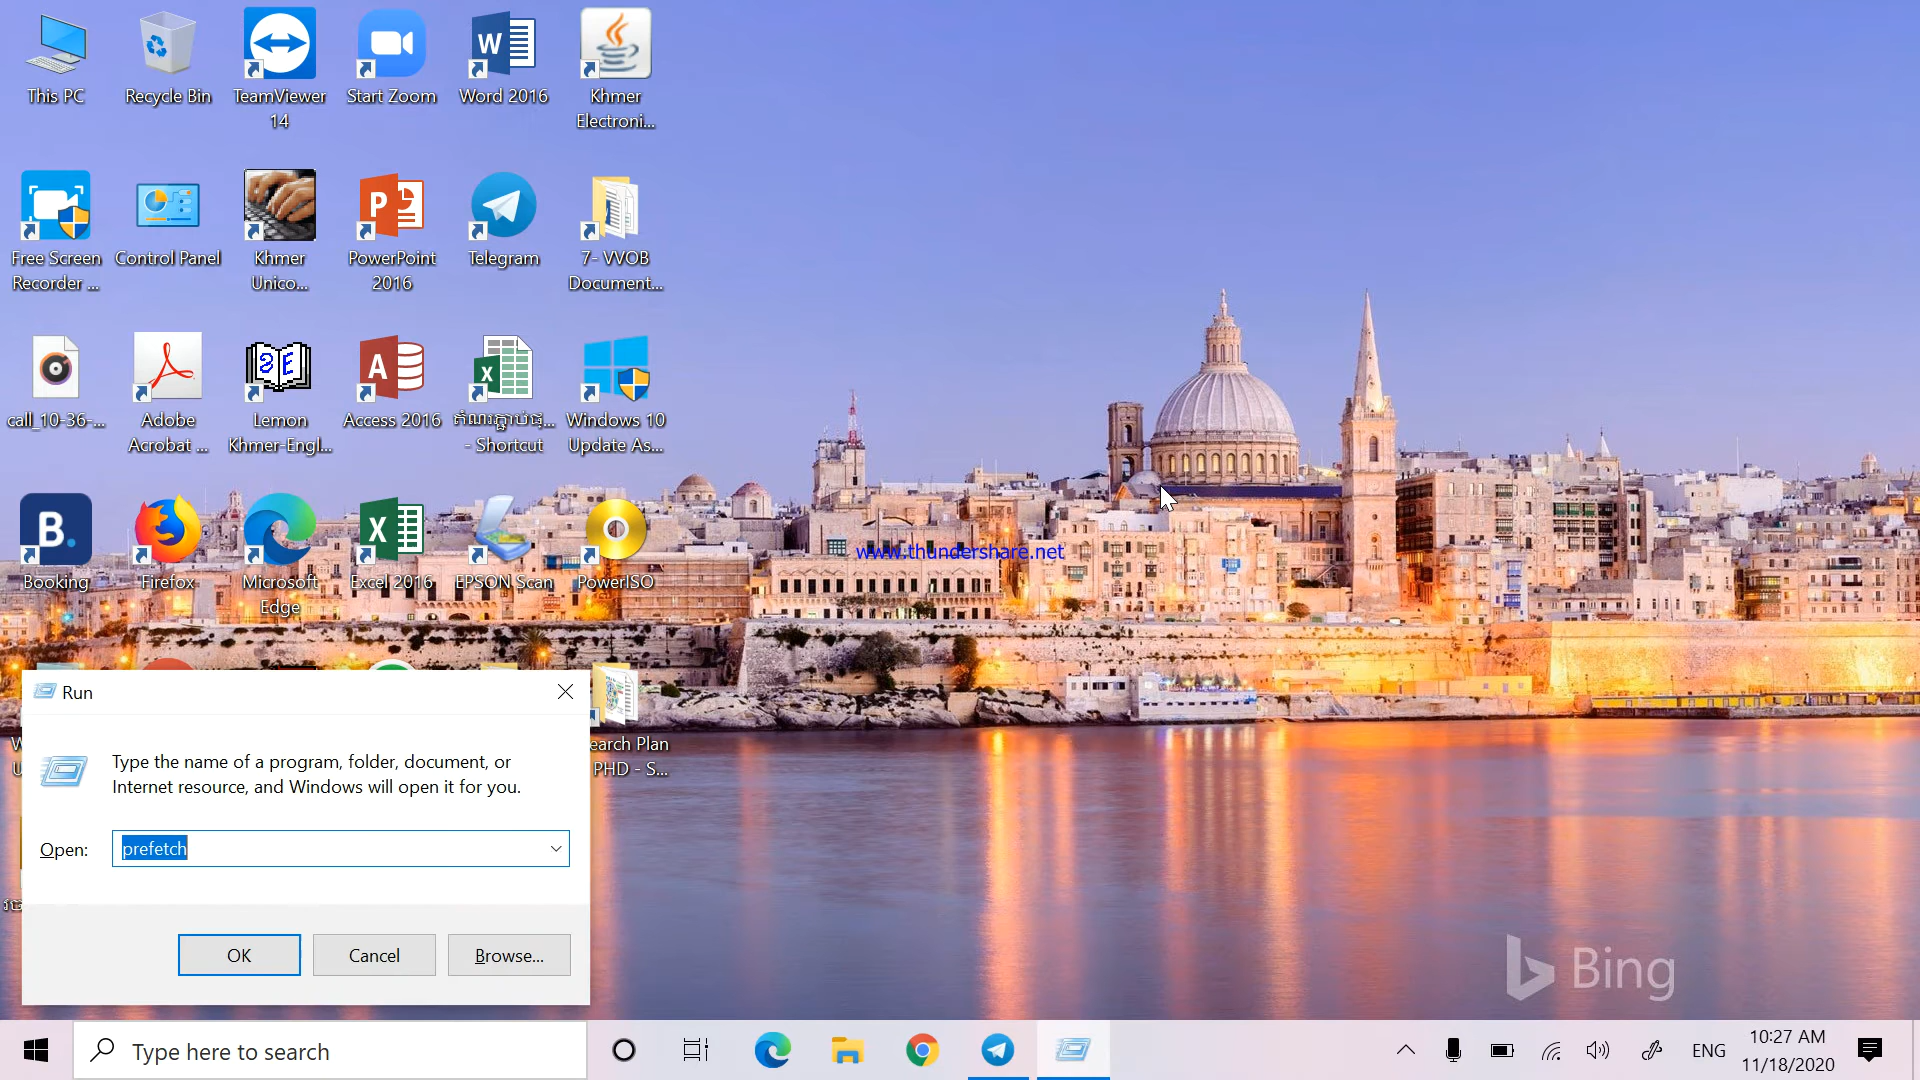 This PC
Recycle Bin
TeamViewer
14
Start Zoom
Word 2016
Khmer
Electroni...
Free Screen
Recorder ...
Control Panel
Khmer
Unico...
PowerPoint
2016
Telegram
7- VVOB
Document...
call_10-36-...
Adobe
Acrobat ...
Lemon
Khmer-Engl...
Access 2016
- Shortcut
Windows 10
Update As...
Booking
Firefox
Microsoft
Edge
Excel 2016
EPSON Scan
PowerISO
www.thundershare.net
earch Plan
PHD - S...
Run
Type the name of a program, folder, document, or
Internet resource, and Windows will open it for you.
Open:
prefetch
OK
Cancel
Browse...
Bing
Type here to search
ENG
10:27 AM
11/18/2020